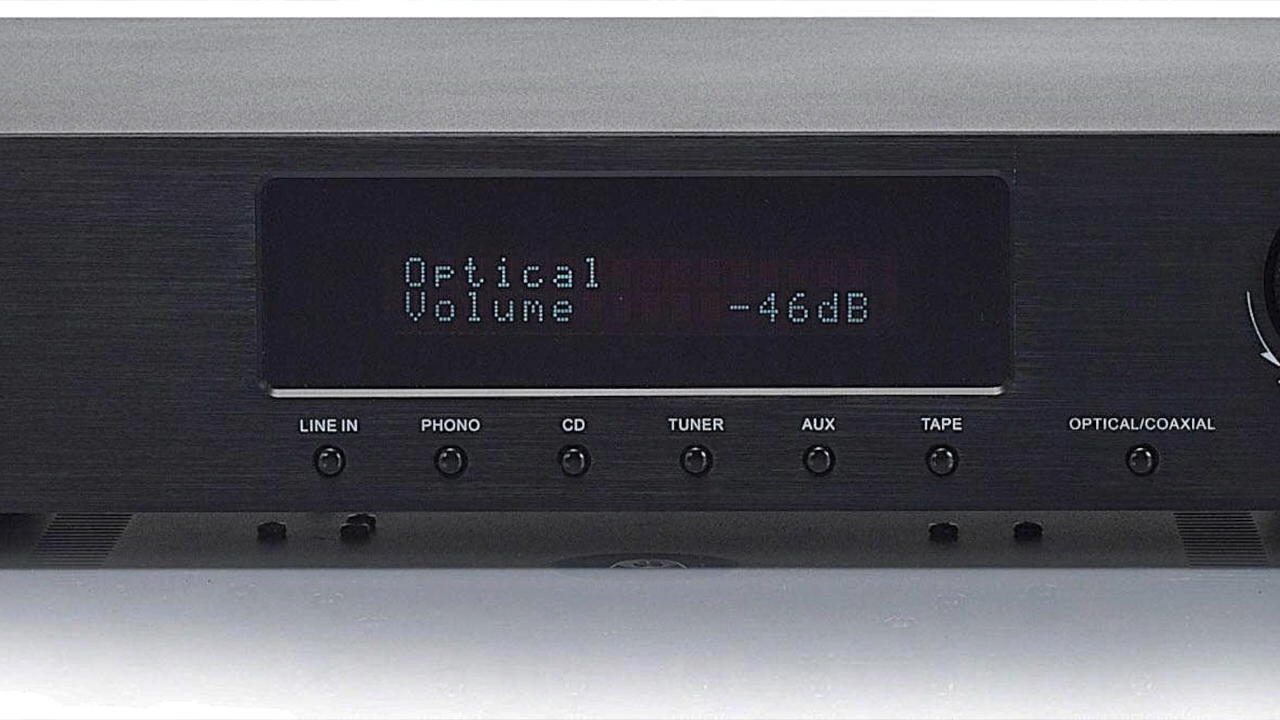 Optical
Volume -46dB
LINE IN PHONO CD TUNER AUX TAPE OPTICAL/COAXIAL